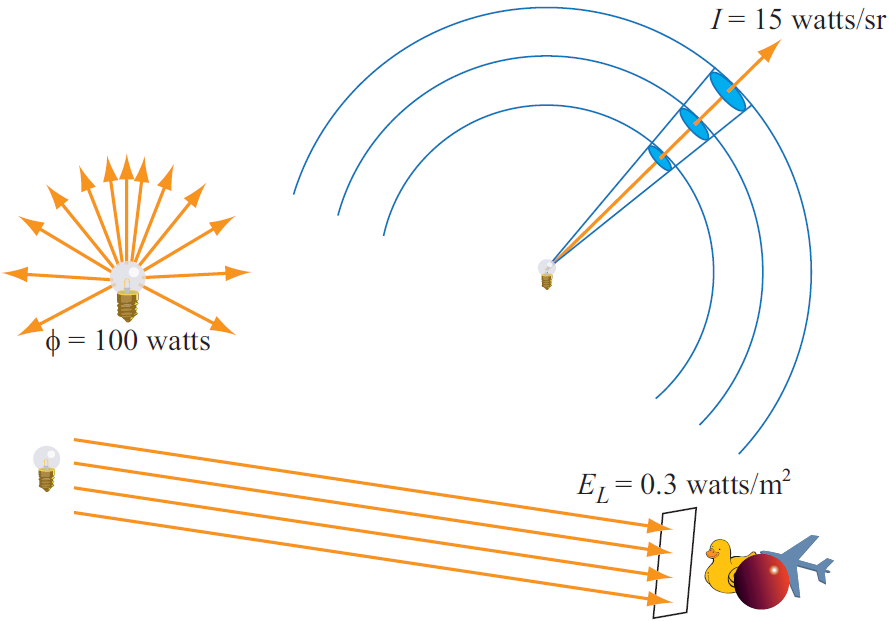 I = 15 watts/sr
ϕ = 100 watts
E_L = 0.3 watts/m²